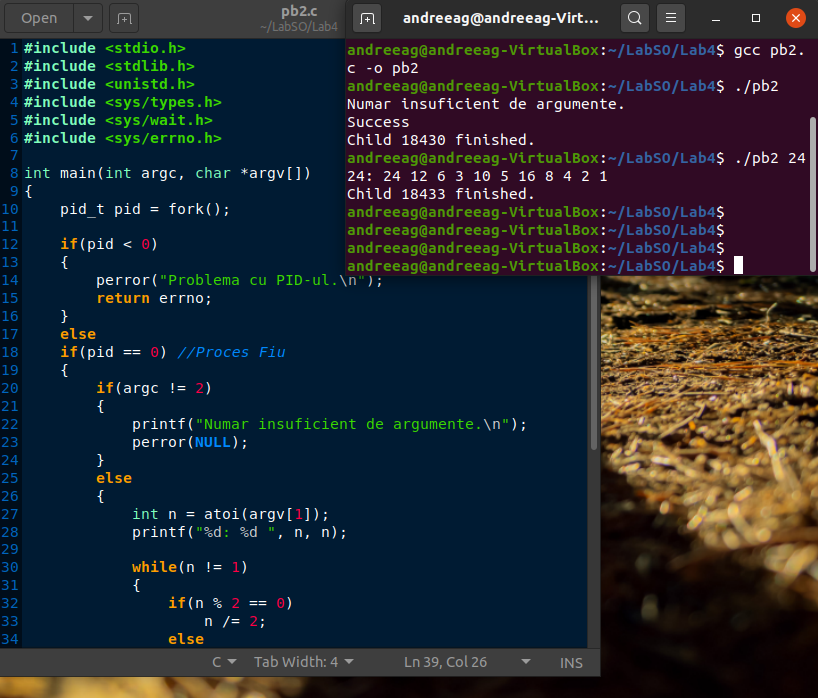 Open
pb2.c
~/LabSO/Lab4
1 #include <stdio.h>
2 #include <stdlib.h>
3 #include <unistd.h>
4 #include <sys/types.h>
5 #include <sys/wait.h>
6 #include <sys/errno.h>
7
8 int main(int argc, char *argv[])
9 {
10 pid_t pid = fork();
11
12 if(pid < 0)
13 {
14 perror("Problema cu PID-ul.\n");
15 return errno;
16 }
17 else
18 if(pid == 0) //Proces Fiu
19 {
20 if(argc != 2)
21 {
22 printf("Numar insuficient de argumente.\n");
23 perror(NULL);
24 }
25 else
26 {
27 int n = atoi(argv[1]);
28 printf("%d: %d ", n, n);
29
30 while(n != 1)
31 {
32 if(n % 2 == 0)
33 n /= 2;
34 else
C
Tab Width: 4
Ln 39, Col 26
INS
andreeag@andreeag-Virt...
andreeag@andreeag-VirtualBox:~/LabSO/Lab4$ gcc pb2.
c -o pb2
andreeag@andreeag-VirtualBox:~/LabSO/Lab4$ ./pb2
Numar insuficient de argumente.
Success
Child 18430 finished.
andreeag@andreeag-VirtualBox:~/LabSO/Lab4$ ./pb2 24
24: 24 12 6 3 10 5 16 8 4 2 1
Child 18433 finished.
andreeag@andreeag-VirtualBox:~/LabSO/Lab4$
andreeag@andreeag-VirtualBox:~/LabSO/Lab4$
andreeag@andreeag-VirtualBox:~/LabSO/Lab4$
andreeag@andreeag-VirtualBox:~/LabSO/Lab4$